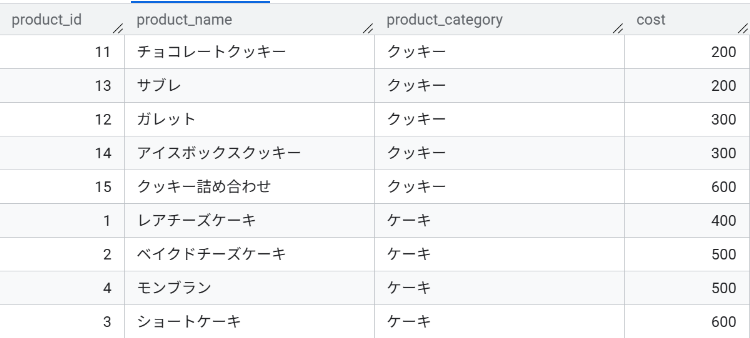 product_id product_name product_category cost
11 チョコレートクッキー クッキー 200
13 サブレ クッキー 200
12 ガレット クッキー 300
14 アイスボックスクッキー クッキー 300
15 クッキー詰め合わせ クッキー 600
1 レアチーズケーキ ケーキ 400
2 ベイクドチーズケーキ ケーキ 500
4 モンブラン ケーキ 500
3 ショートケーキ ケーキ 600